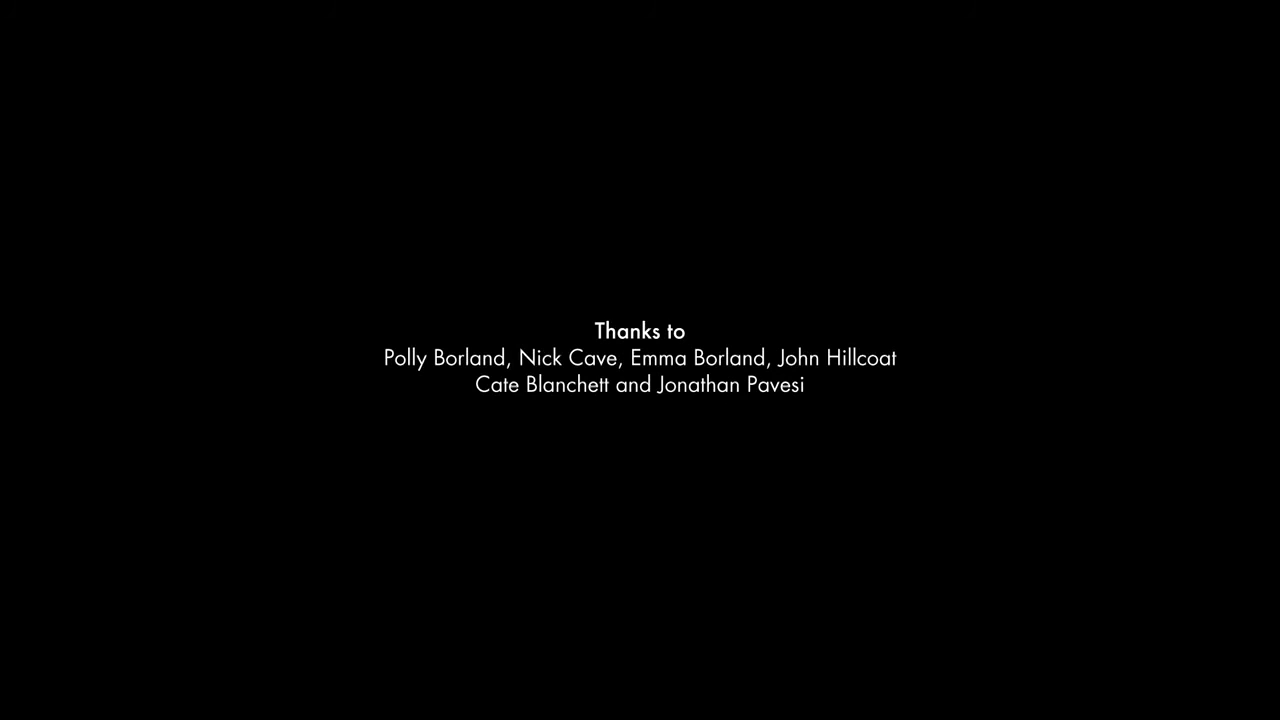 Thanks to
Polly Borland, Nick Cave, Emma Borland, John Hillcoat
Cate Blanchett and Jonathan Pavesi